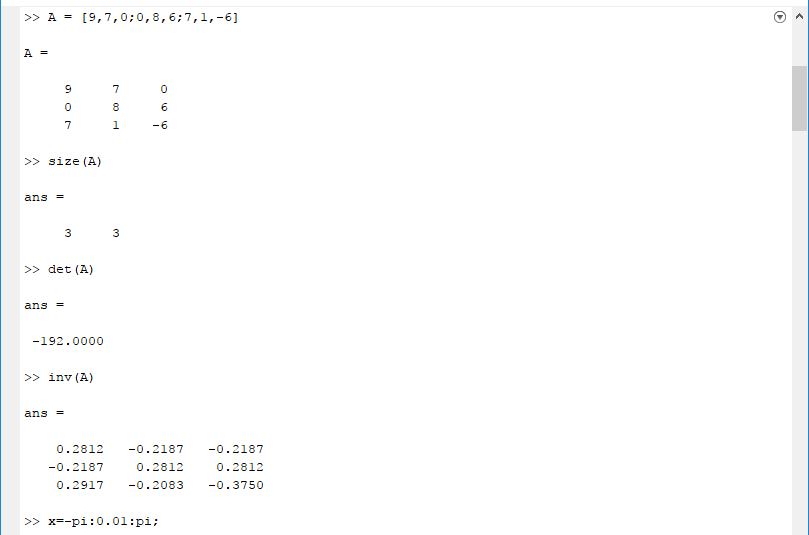 >> A = [9,7,0;0,8,6;7,1,-6]
A =
9 7 0
0 8 6
7 1 -6
>> size(A)
ans =
3 3
>> det(A)
ans =
-192.0000
>> inv(A)
ans =
0.2812 -0.2187 -0.2187
-0.2187 0.2812 0.2812
0.2917 -0.2083 -0.3750
>> x=-pi:0.01:pi;